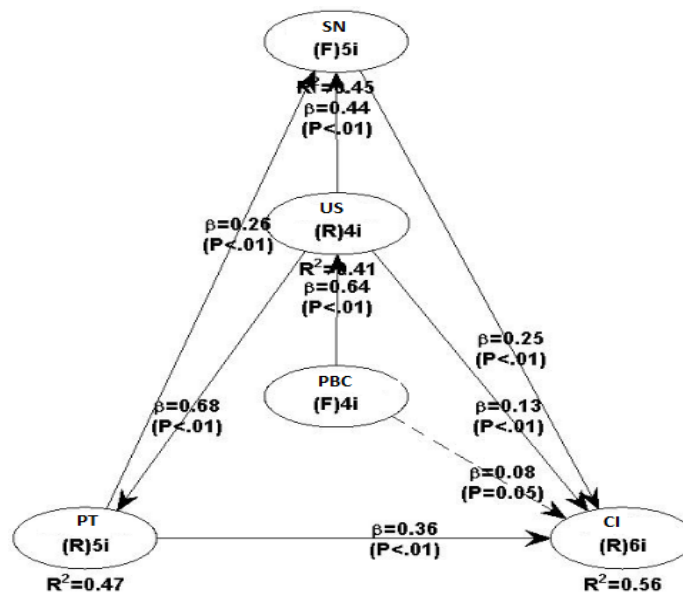 SN
(F)5i
R²=0.45
β=0.44
(P<.01)
US
(R)4i
β=0.26
(P<.01)
R²=0.41
β=0.64
(P<.01)
β=0.25
(P<.01)
PBC
(F)4i
β=0.68
(P<.01)
β=0.13
(P<.01)
β=0.08
(P=0.05)
PT
(R)5i
β=0.36
(P<.01)
CI
(R)6i
R²=0.47
R²=0.56